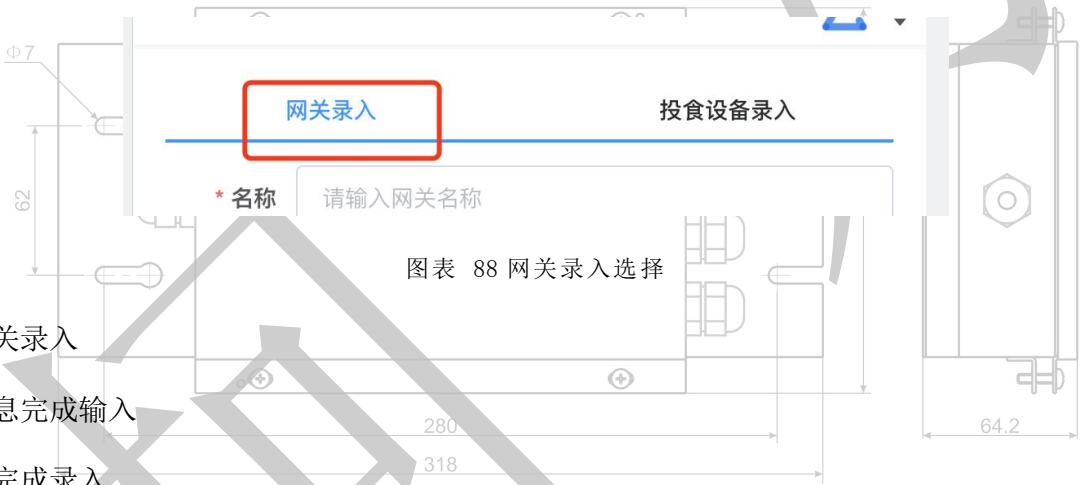 Φ7
网关录入 投食设备录入
* 名称 请输入网关名称
62
图表 88 网关录入选择
关录入
息完成输入
280
64.2
318
完成录入